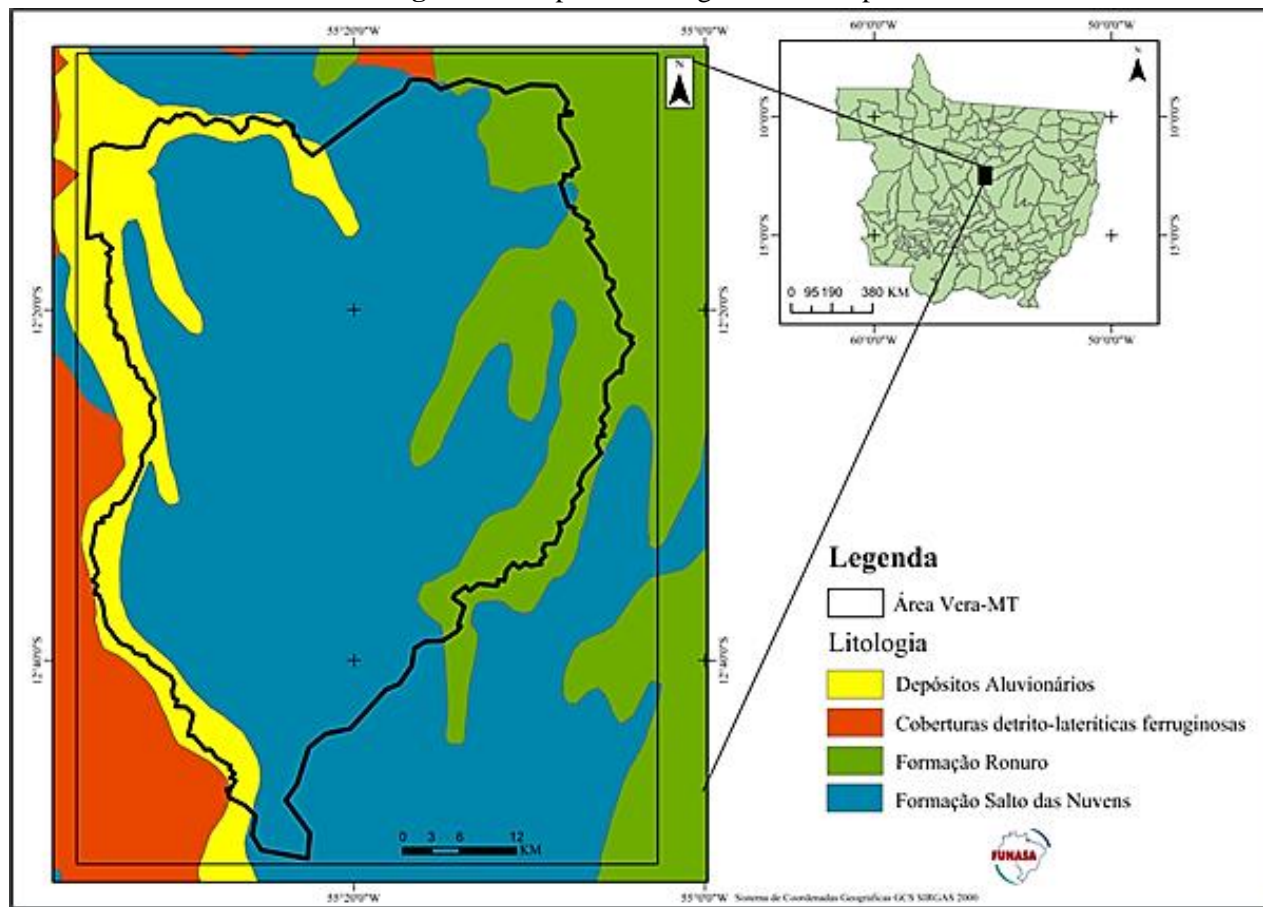 55°20'0"W
55°0'0"W
60°0'0"W
50°0'0"W
N
N
10°0'0"S
10°0'0"S
15°0'0"S
15°0'0"S
0 95 190 380 KM
60°0'0"W
50°0'0"W
12°20'0"S
12°20'0"S
12°40'0"S
12°40'0"S
Legenda
Área Vera-MT
Litologia
Depósitos Aluvionários
Coberturas detrito-lateríticas ferruginosas
Formação Ronuro
Formação Salto das Nuvens
0 3 6 12
KM
FUNASA
55°20'0"W
55°0'0"W
Sistema de Coordenadas Geográficas GCS SIRGAS 2000